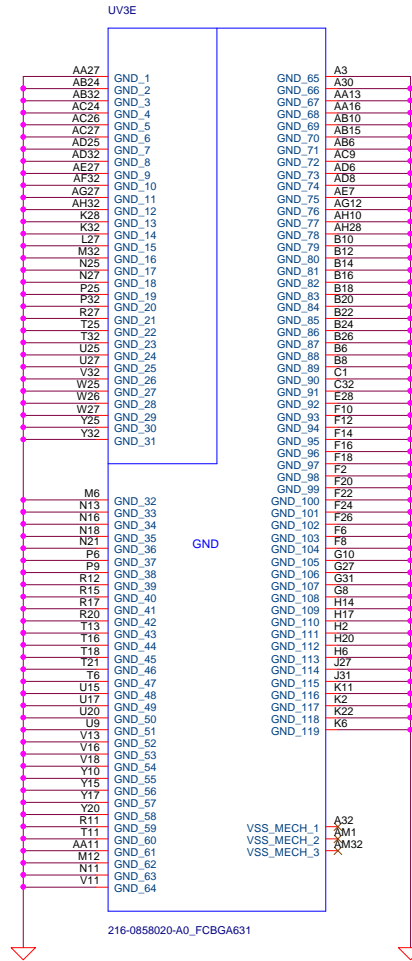 UV3E
AA27 GND_1 GND_65 A3
AB24 GND_2 GND_66 A30
AB32 GND_3 GND_67 AA13
AC24 GND_4 GND_68 AA16
AC26 GND_5 GND_69 AB10
AC27 GND_6 GND_70 AB15
AD25 GND_7 GND_71 AB6
AD32 GND_8 GND_72 AC9
AE27 GND_9 GND_73 AD6
AF32 GND_10 GND_74 AD8
AG27 GND_11 GND_75 AE7
AH32 GND_12 GND_76 AG12
K28 GND_13 GND_77 AH10
K32 GND_14 GND_78 AH28
L27 GND_15 GND_79 B10
M32 GND_16 GND_80 B12
N25 GND_17 GND_81 B14
N27 GND_18 GND_82 B16
P25 GND_19 GND_83 B18
P32 GND_20 GND_84 B20
R27 GND_21 GND_85 B22
T25 GND_22 GND_86 B24
T32 GND_23 GND_87 B26
U25 GND_24 GND_88 B6
U27 GND_25 GND_89 B8
V32 GND_26 GND_90 C1
W25 GND_27 GND_91 C32
W26 GND_28 GND_92 E28
W27 GND_29 GND_93 F10
Y25 GND_30 GND_94 F12
Y32 GND_31 GND_95 F14
GND_96 F16
GND_97 F18
GND_98 F2
GND_99 F20
M6 GND_32 GND_100 F22
N13 GND_33 GND_101 F24
N16 GND_34 GND_102 F26
N18 GND_35 GND_103 F6
N21 GND_36 GND_104 F8
GND
P6 GND_37 GND_105 G10
P9 GND_38 GND_106 G27
R12 GND_39 GND_107 G31
R15 GND_40 GND_108 G8
R17 GND_41 GND_109 H14
R20 GND_42 GND_110 H17
T13 GND_43 GND_111 H2
T16 GND_44 GND_112 H20
T18 GND_45 GND_113 H6
T21 GND_46 GND_114 J27
T6 GND_47 GND_115 J31
U15 GND_48 GND_116 K11
U17 GND_49 GND_117 K2
U20 GND_50 GND_118 K22
U9 GND_51 GND_119 K6
V13 GND_52
V16 GND_53
V18 GND_54
Y10 GND_55
Y15 GND_56
Y17 GND_57
Y20 GND_58
R11 GND_59 VSS_MECH_1 A32
T11 GND_60 VSS_MECH_2 AM1
AA11 GND_61 VSS_MECH_3 AM32
M12 GND_62
N11 GND_63
V11 GND_64
216-0858020-A0_FCBGA631